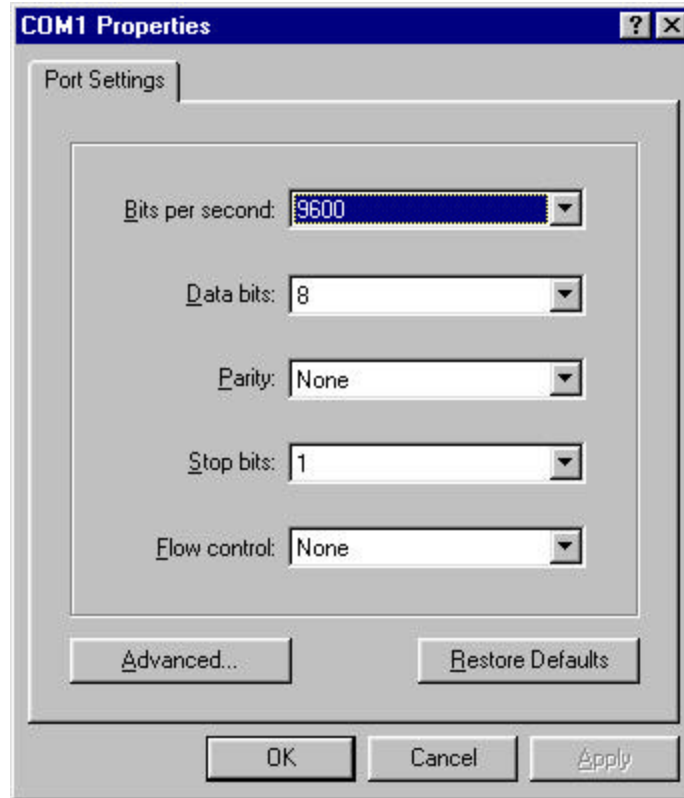 COM1 Properties
Port Settings
Bits per second: 9600
Data bits: 8
Parity: None
Stop bits: 1
Flow control: None
Advanced... Restore Defaults
OK Cancel Apply